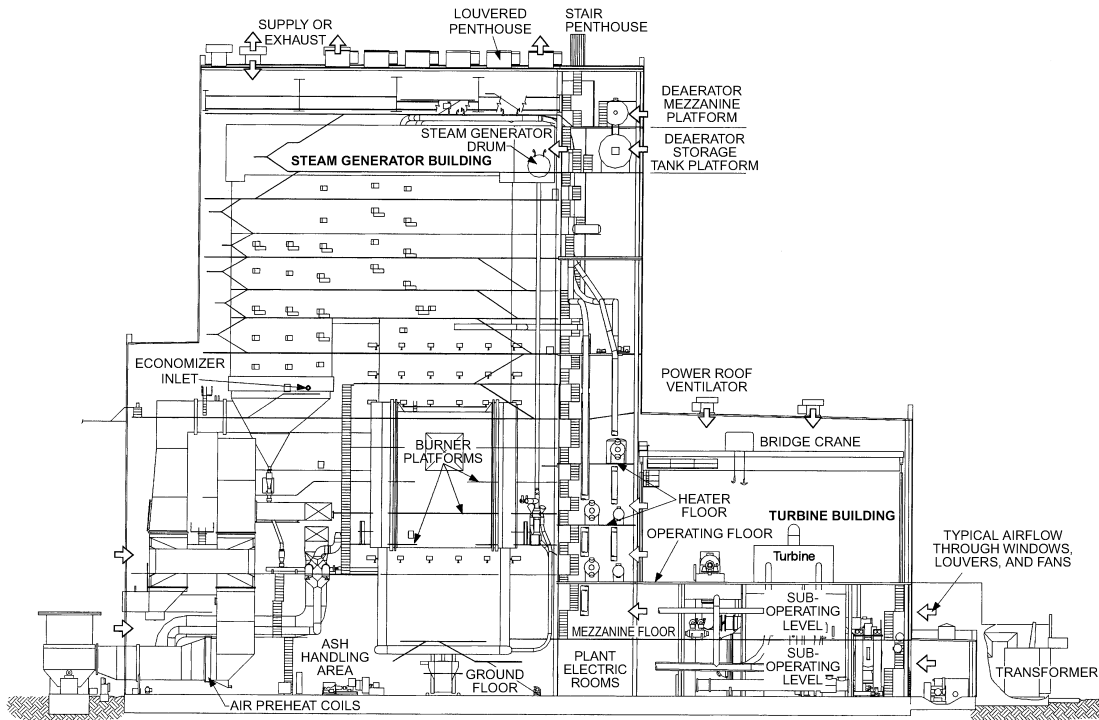 SUPPLY OR
EXHAUST
LOUVERED
PENTHOUSE
STAIR
PENTHOUSE
DEAERATOR
MEZZANINE
PLATFORM
DEAERATOR
STORAGE
TANK PLATFORM
STEAM GENERATOR
DRUM
STEAM GENERATOR BUILDING
ECONOMIZER
INLET
POWER ROOF
VENTILATOR
BRIDGE CRANE
BURNER
PLATFORMS
HEATER
FLOOR
TURBINE BUILDING
OPERATING FLOOR
TYPICAL AIRFLOW
THROUGH WINDOWS,
LOUVERS, AND FANS
Turbine
SUB-
OPERATING
LEVEL
MEZZANINE FLOOR
SUB-
OPERATING
LEVEL
ASH
HANDLING
AREA
GROUND
FLOOR
PLANT
ELECTRIC
ROOMS
TRANSFORMER
AIR PREHEAT COILS